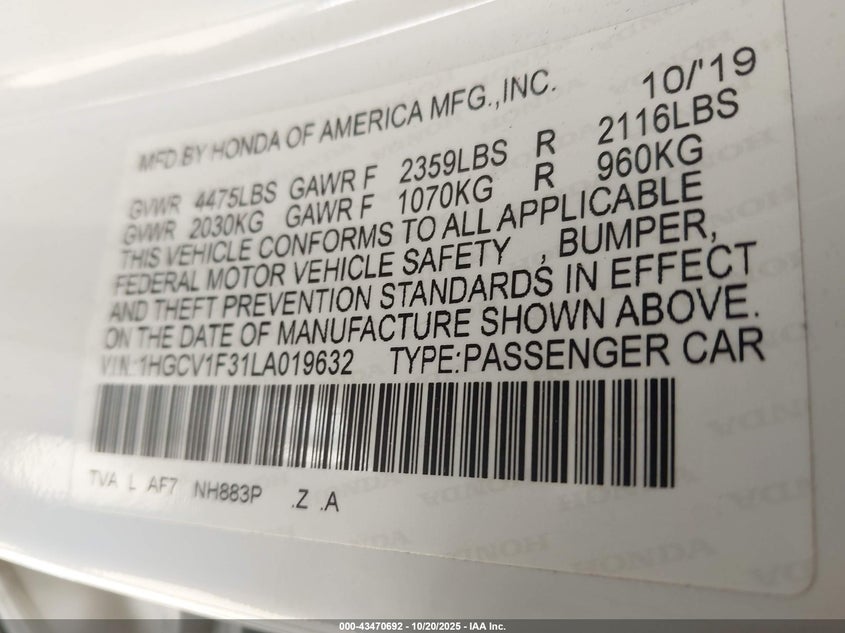 MFD.BY HONDA OF AMERICA MFG.,INC. 10/'19
GVWR 4475LBS GAWR F 2359LBS R 2116LBS
GVWR 2030KG GAWR F 1070KG R 960KG
THIS VEHICLE CONFORMS TO ALL APPLICABLE
FEDERAL MOTOR VEHICLE SAFETY , BUMPER,
AND THEFT PREVENTION STANDARDS IN EFFECT
ON THE DATE OF MANUFACTURE SHOWN ABOVE.
VIN:1HGCV1F31LA019632 TYPE:PASSENGER CAR
TVA L AF7 NH883P .Z .A
000-43470692 - 10/20/2025 - IAA Inc.